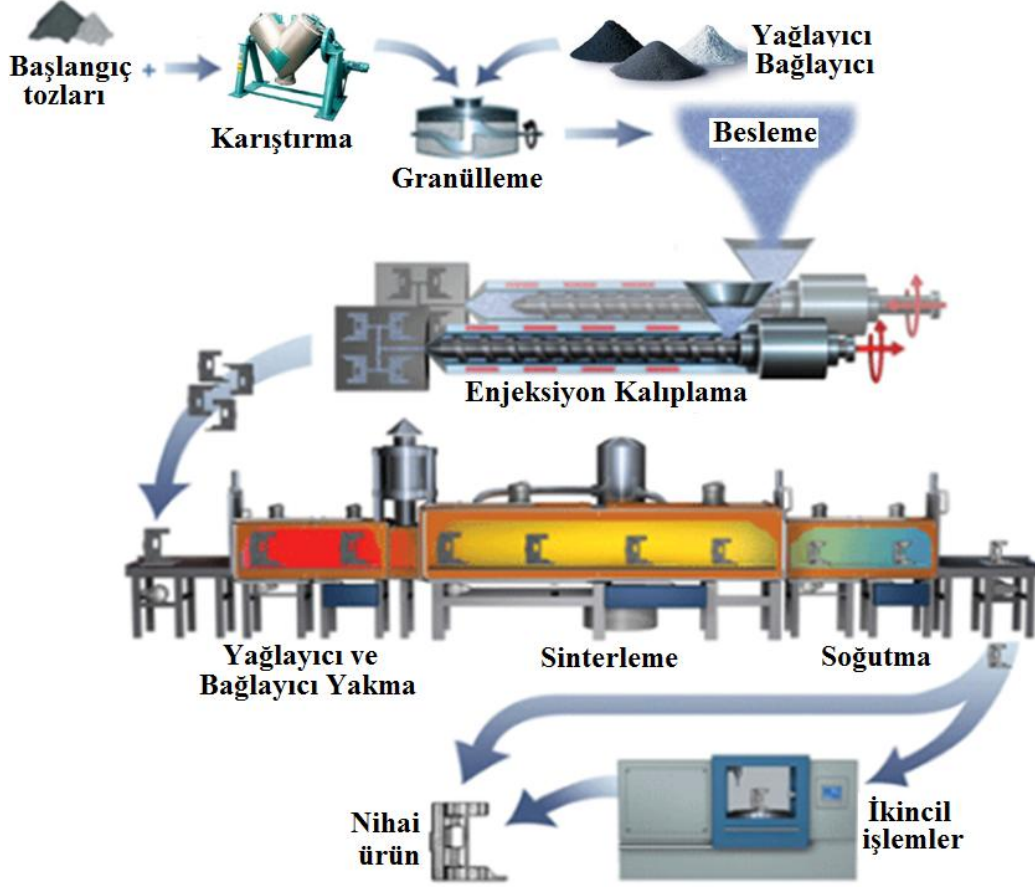 Başlangıç
tozları
+
Karıştırma
Yağlayıcı
Bağlayıcı
Granülleme
Besleme
Enjeksiyon Kalıplama
Yağlayıcı ve
Bağlayıcı Yakma
Sinterleme
Soğutma
Nihai
ürün
İkincil
işlemler